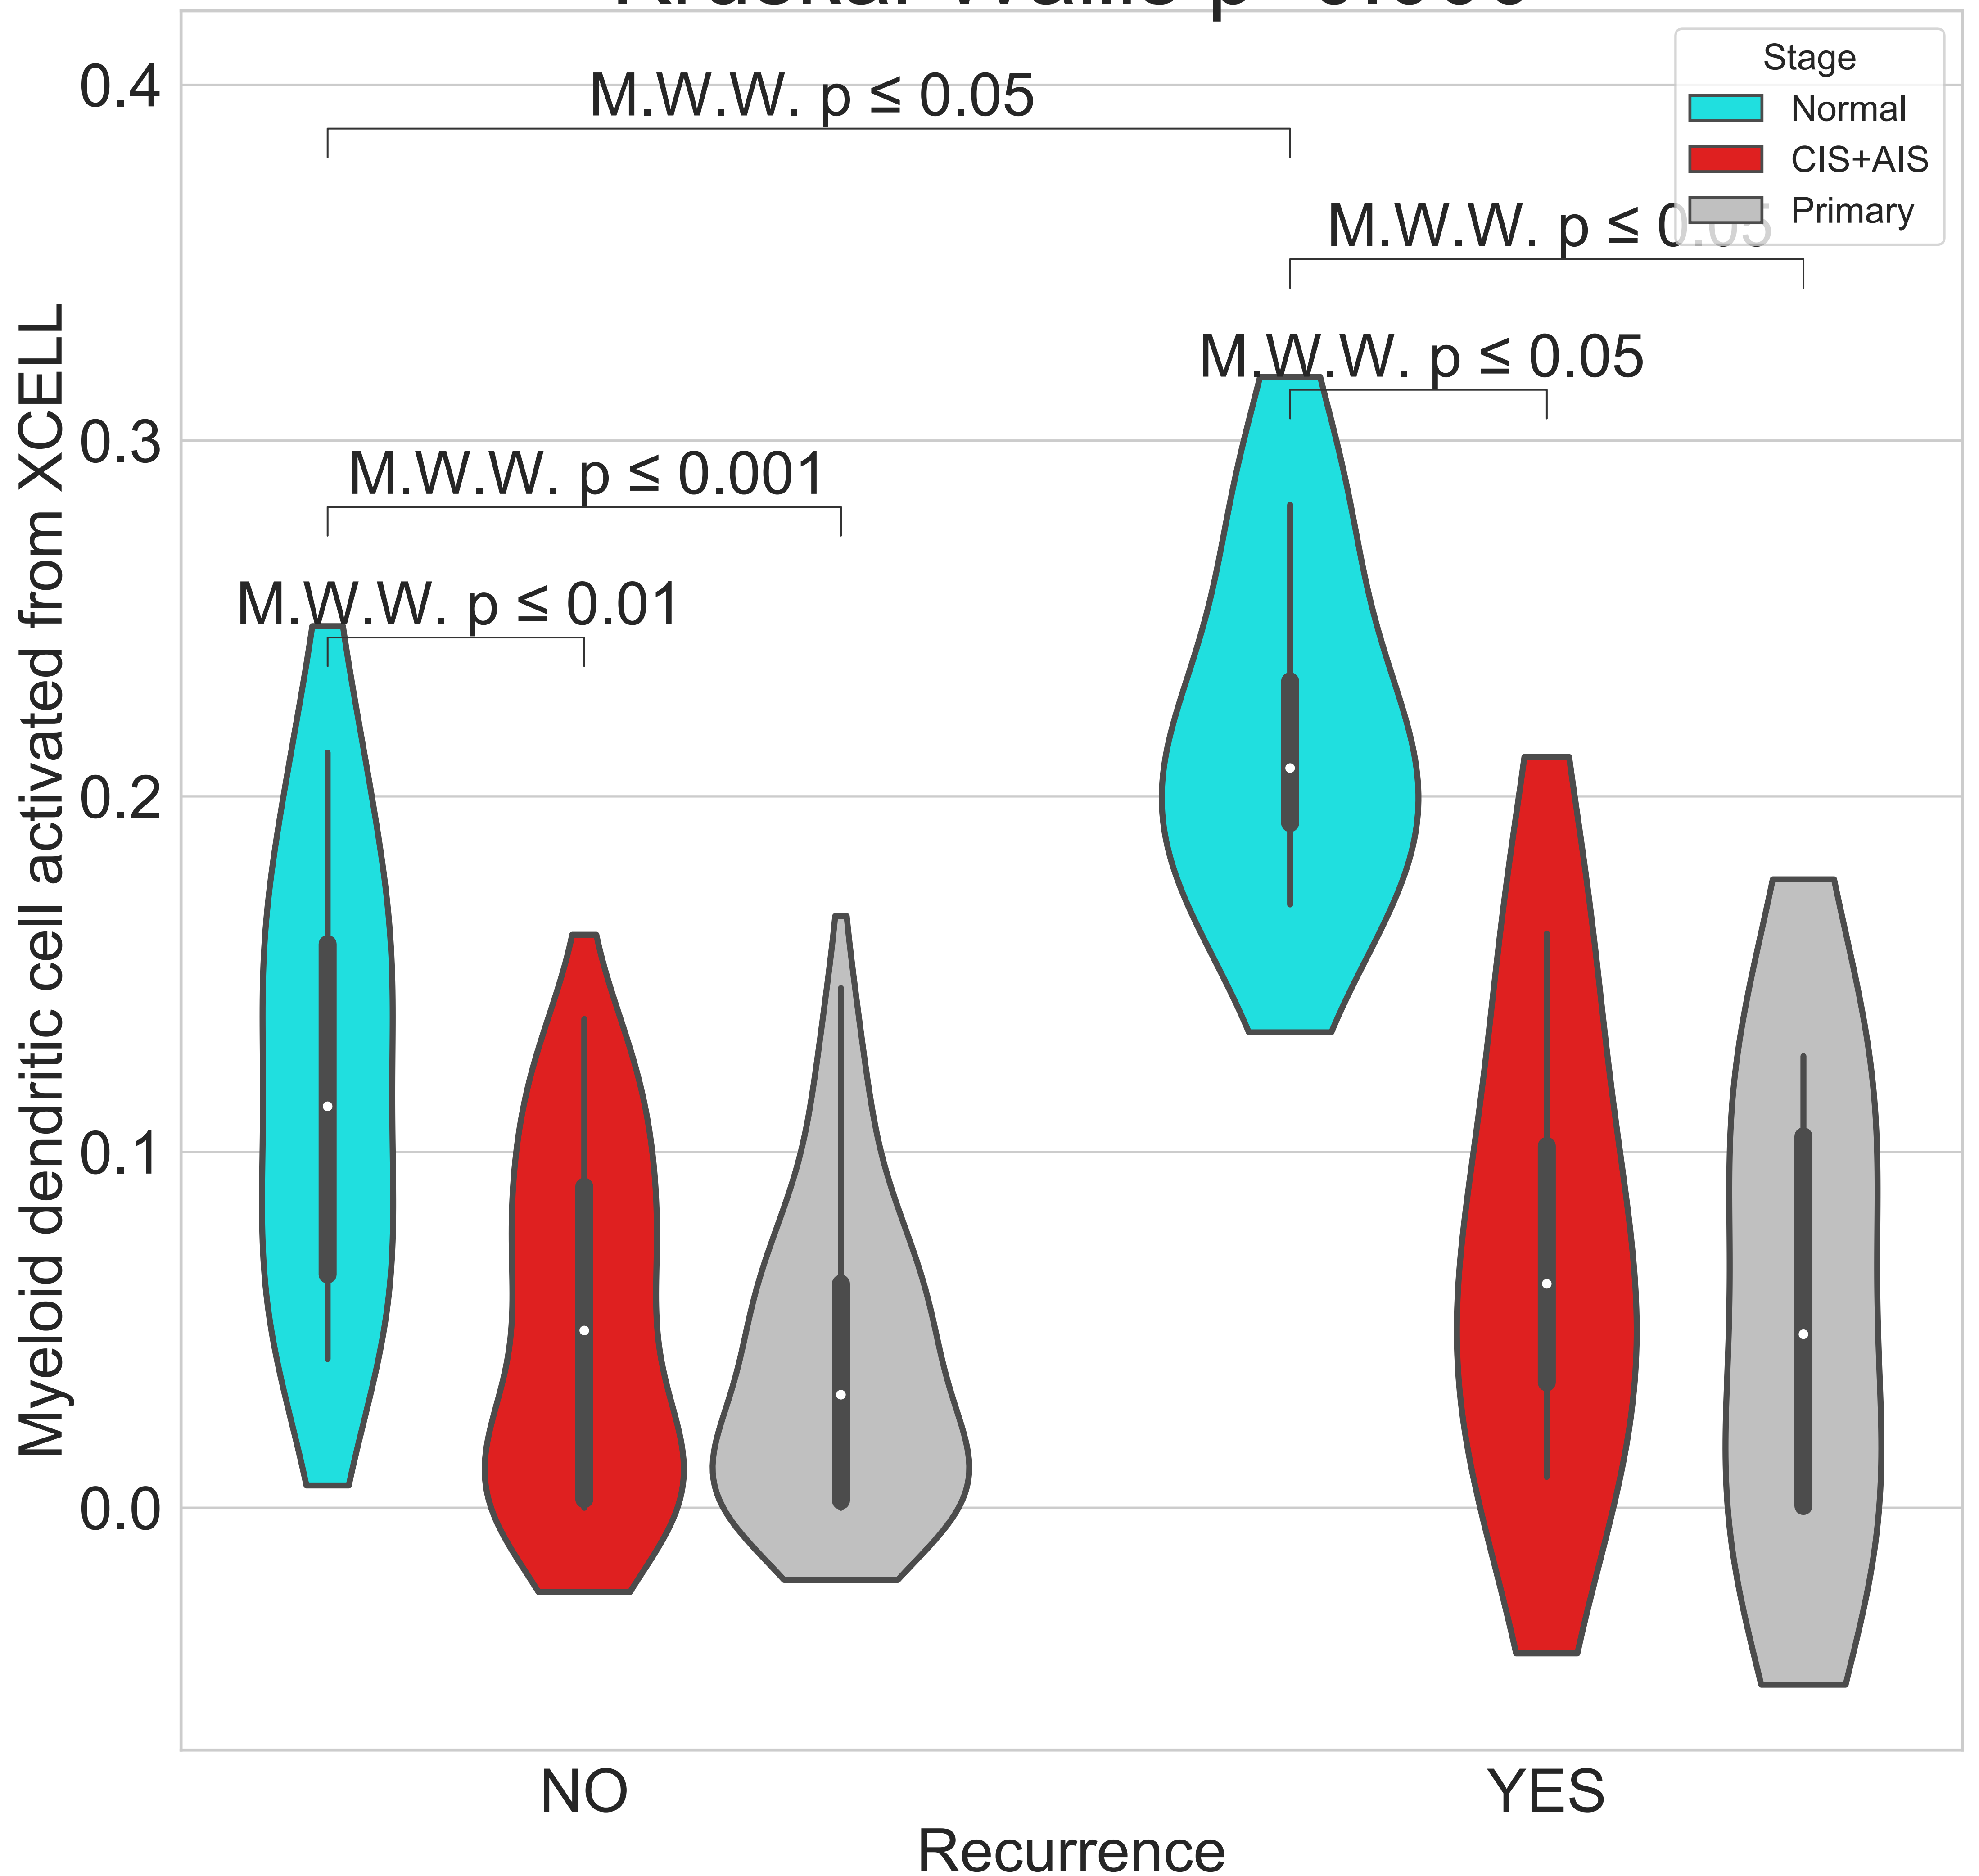 0.4
0.3
0.2
0.1
0.0
Myeloid dendritic cell activated from XCELL
M.W.W. p ≤ 0.05
Stage
Normal
CIS+AIS
Primary
M.W.W. p ≤ 0.05
M.W.W. p ≤ 0.05
M.W.W. p ≤ 0.001
M.W.W. p ≤ 0.01
NO
YES
Recurrence